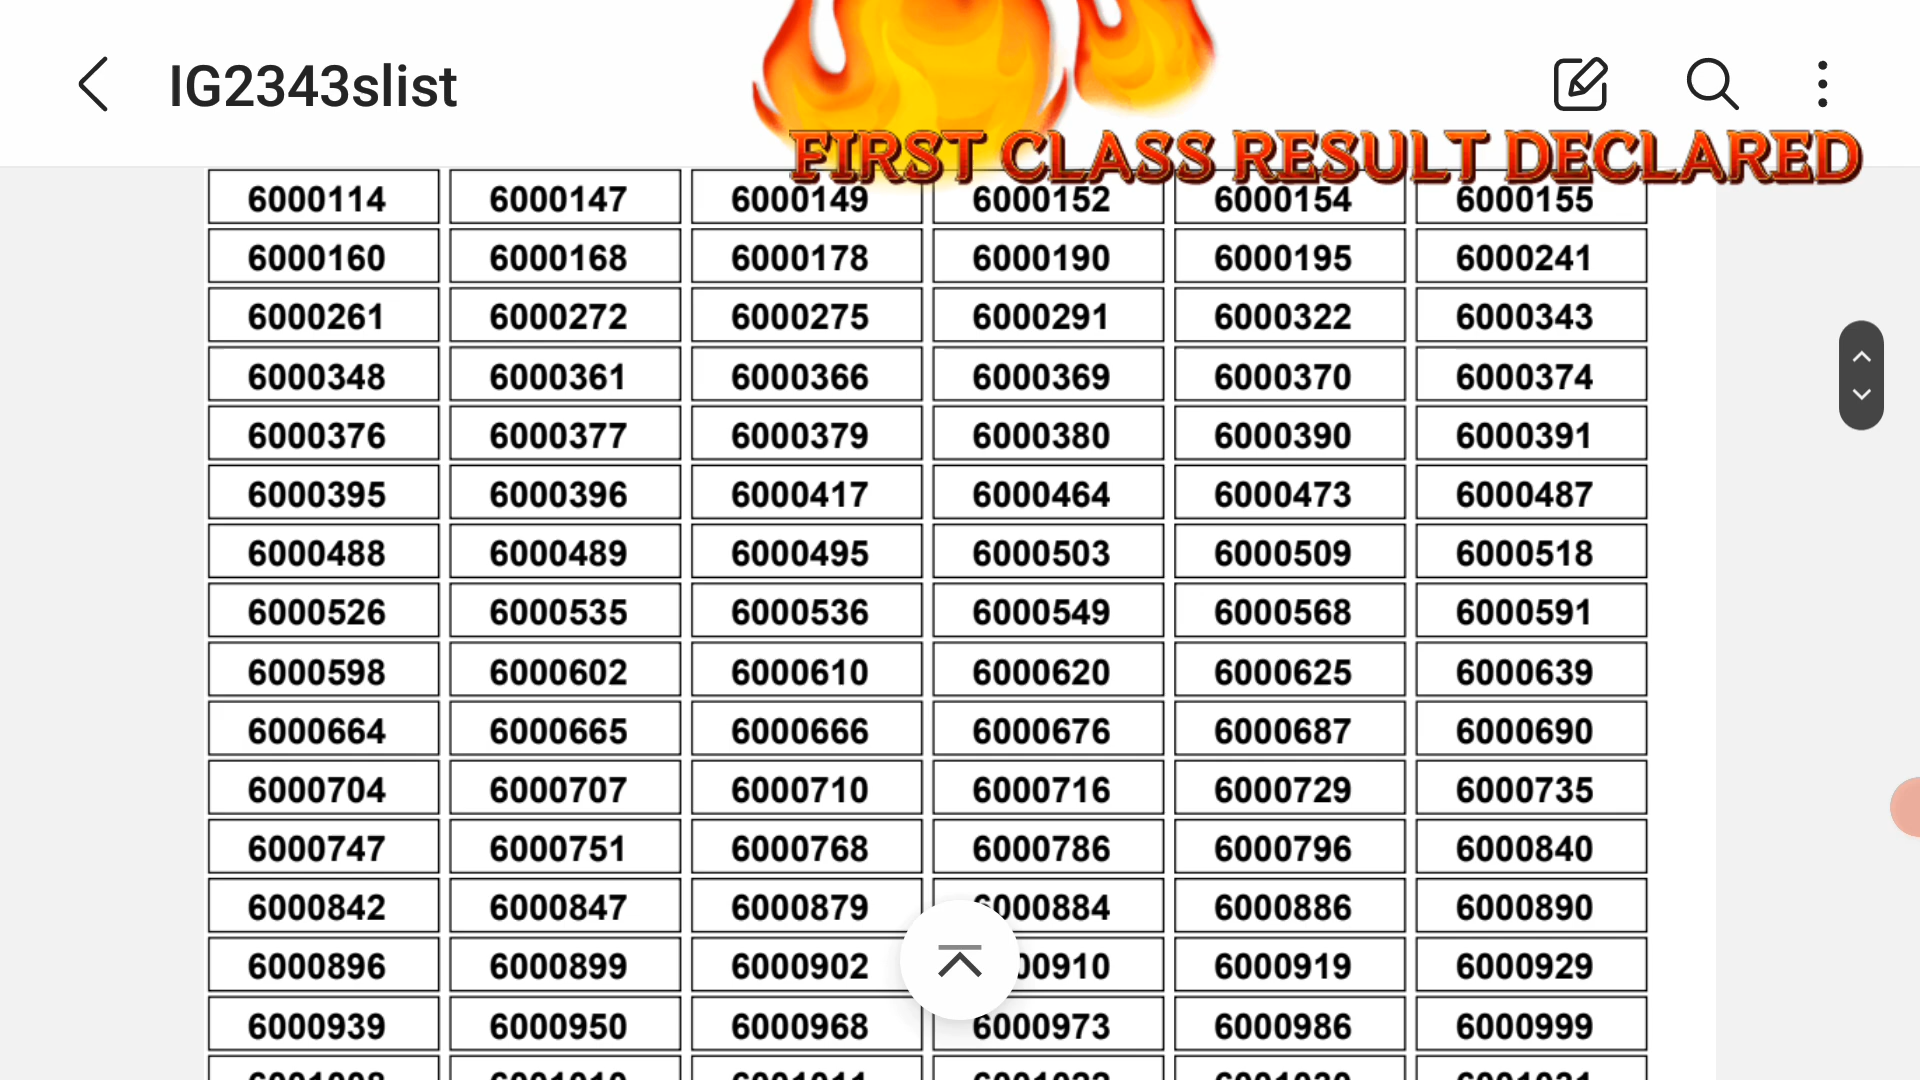 IG2343slist
FIRST CLASS RESULT DECLARED
6000114 6000147 6000149 6000152 6000154 6000155
6000160 6000168 6000178 6000190 6000195 6000241
6000261 6000272 6000275 6000291 6000322 6000343
6000348 6000361 6000366 6000369 6000370 6000374
6000376 6000377 6000379 6000380 6000390 6000391
6000395 6000396 6000417 6000464 6000473 6000487
6000488 6000489 6000495 6000503 6000509 6000518
6000526 6000535 6000536 6000549 6000568 6000591
6000598 6000602 6000610 6000620 6000625 6000639
6000664 6000665 6000666 6000676 6000687 6000690
6000704 6000707 6000710 6000716 6000729 6000735
6000747 6000751 6000768 6000786 6000796 6000840
6000842 6000847 6000879 6000884 6000886 6000890
6000896 6000899 6000902 6000919 6000929
6000939 6000950 6000968 6000973 6000986 6000999